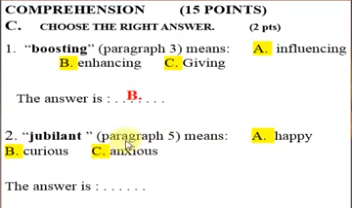 COMPREHENSION (15 POINTS)
C. CHOOSE THE RIGHT ANSWER. (2 pts)
1. “boosting” (paragraph 3) means: A. influencing
B. enhancing C. Giving
The answer is : . B. . . . .
2. “jubilant ” (paragraph 5) means: A. happy
B. curious C. anxious
The answer is : . . . . . .